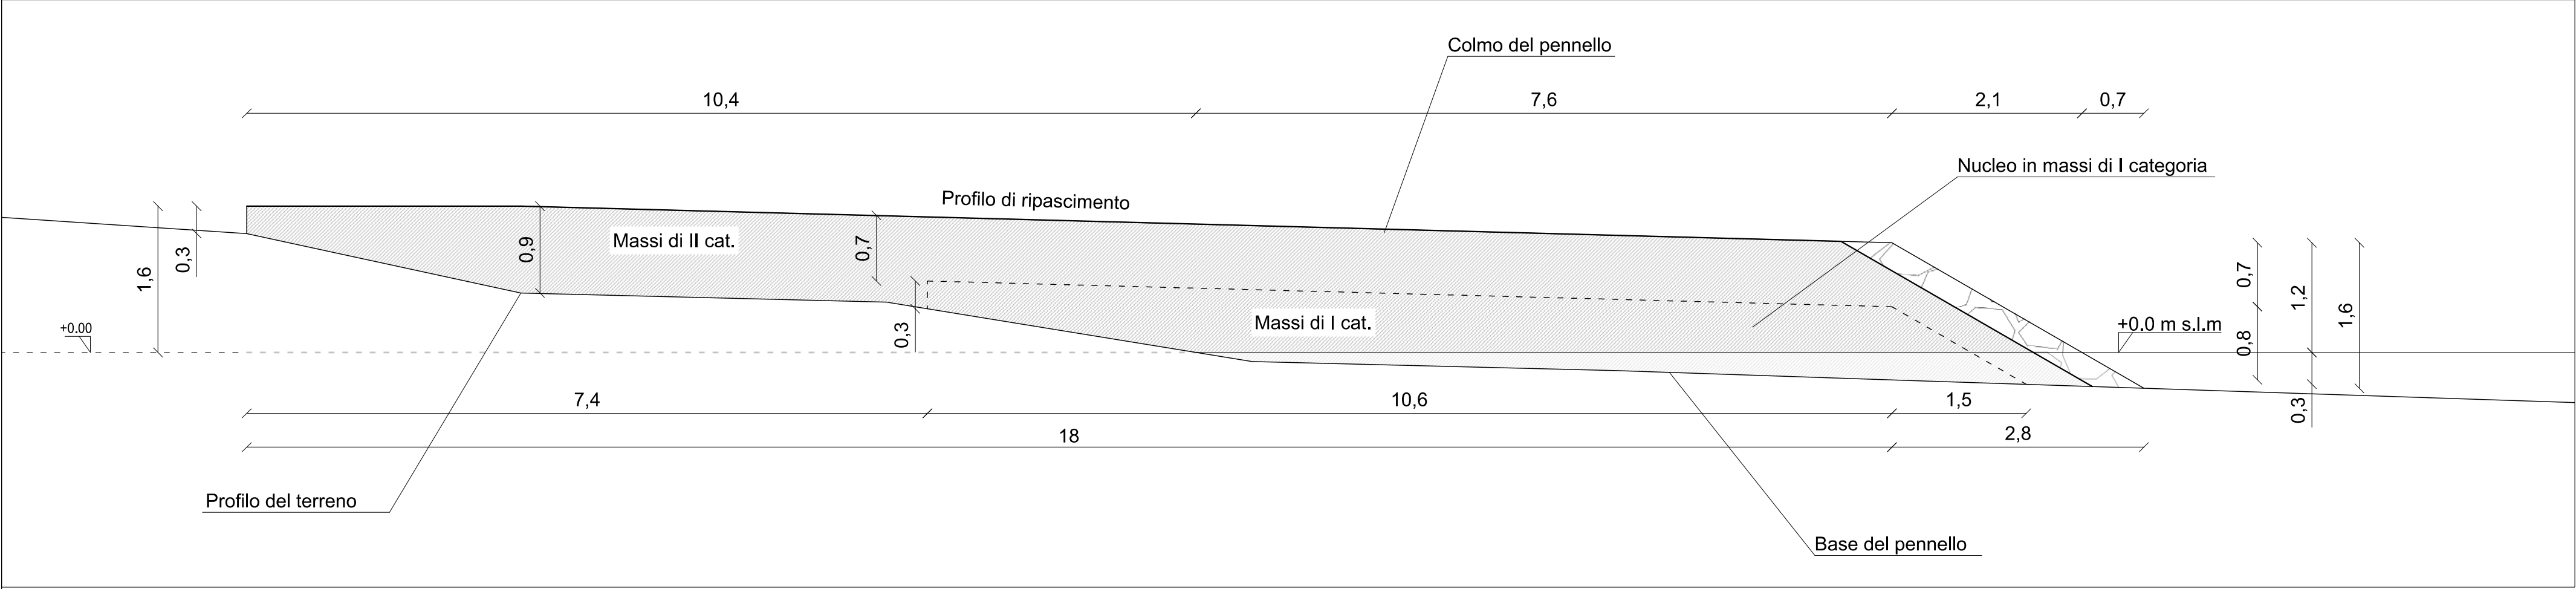 Colmo del pennello
10,4
7,6
2,1
0,7
Nucleo in massi di I categoria
Profilo di ripascimento
Massi di II cat.
0,9
0,7
0,3
1,6
0,7
1,2
1,6
+0.00
0,3
Massi di I cat.
+0.0 m s.l.m
0,8
0,3
7,4
10,6
1,5
18
2,8
Profilo del terreno
Base del pennello